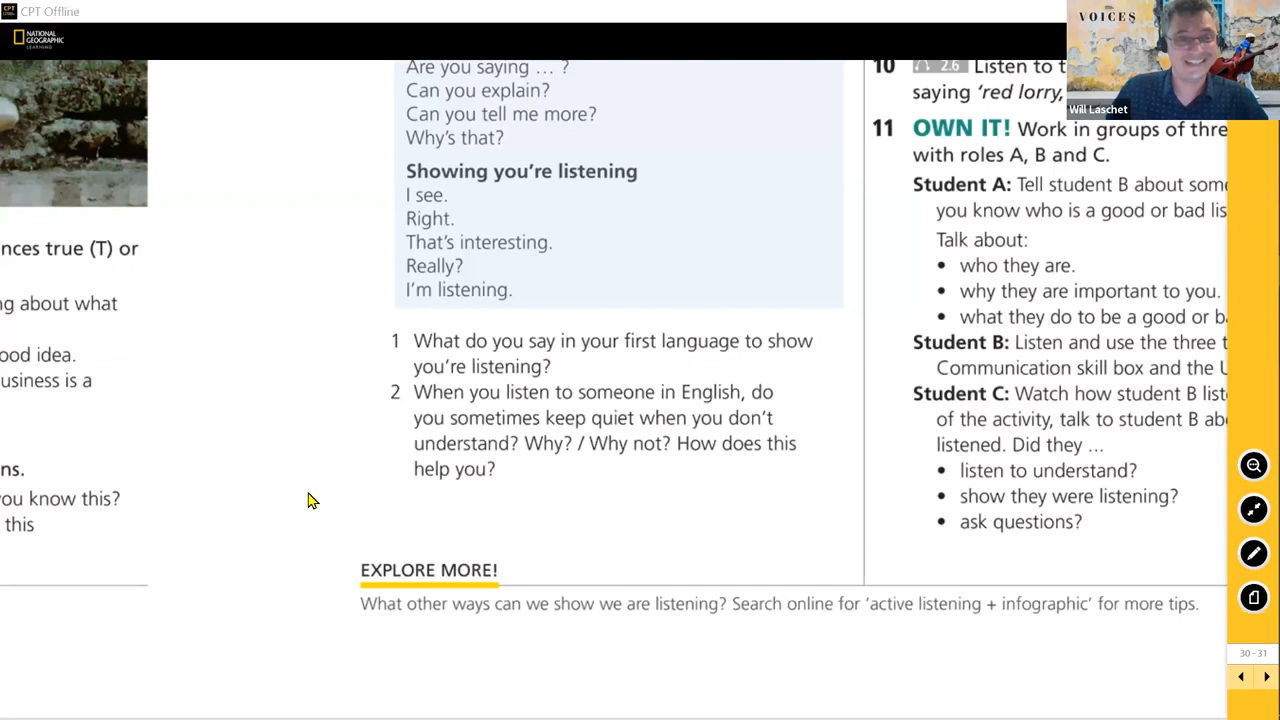 CPT Offline
NATIONAL
GEOGRAPHIC
LEARNING
VOICES
Will Laschet
nces true (T) or
ng about what
ood idea.
usiness is a
ns.
you know this?
this
Are you saying … ?
Can you explain?
Can you tell me more?
Why's that?
Showing you're listening
I see.
Right.
That's interesting.
Really?
I'm listening.
1 What do you say in your first language to show
you're listening?
2 When you listen to someone in English, do
you sometimes keep quiet when you don't
understand? Why? / Why not? How does this
help you?
EXPLORE MORE!
What other ways can we show we are listening? Search online for 'active listening + infographic' for more tips.
10 2.6 Listen to t
saying 'red lorry,
11 OWN IT! Work in groups of thre
with roles A, B and C.
Student A: Tell student B about som
you know who is a good or bad lis
Talk about:
• who they are.
• why they are important to you.
• what they do to be a good or b
Student B: Listen and use the three t
Communication skill box and the U
Student C: Watch how student B list
of the activity, talk to student B abo
listened. Did they …
• listen to understand?
• show they were listening?
• ask questions?
30 - 31